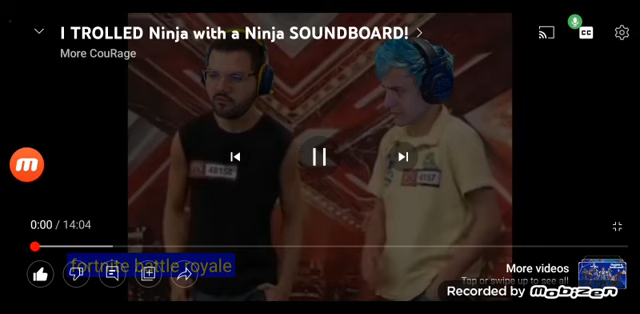 I TROLLED Ninja with a Ninja SOUNDBOARD!
More CouRage
CC
0:00 / 14:04
fortnite battle royale
More videos
Tap or swipe up to see all
Recorded by Mobizen